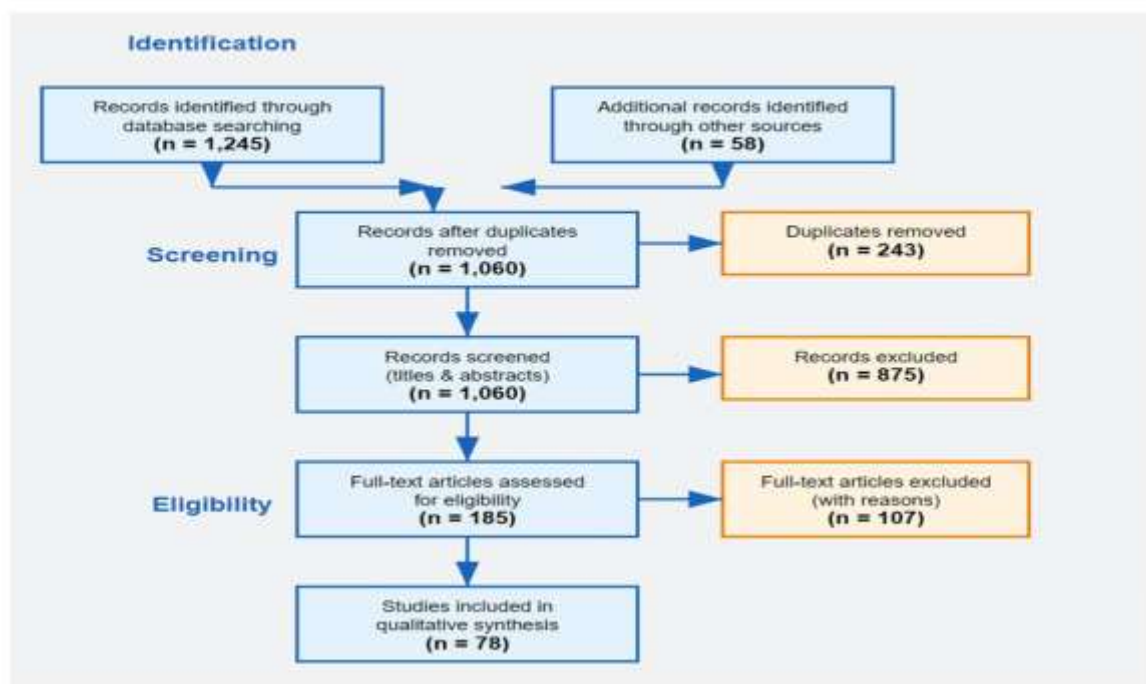 Identification
Records identified through
database searching
(n = 1,245)
Additional records identified
through other sources
(n = 58)
Screening
Records after duplicates
removed
(n = 1,060)
Duplicates removed
(n = 243)
Records screened
(titles & abstracts)
(n = 1,060)
Records excluded
(n = 875)
Eligibility
Full-text articles assessed
for eligibility
(n = 185)
Full-text articles excluded
(with reasons)
(n = 107)
Studies included in
qualitative synthesis
(n = 78)